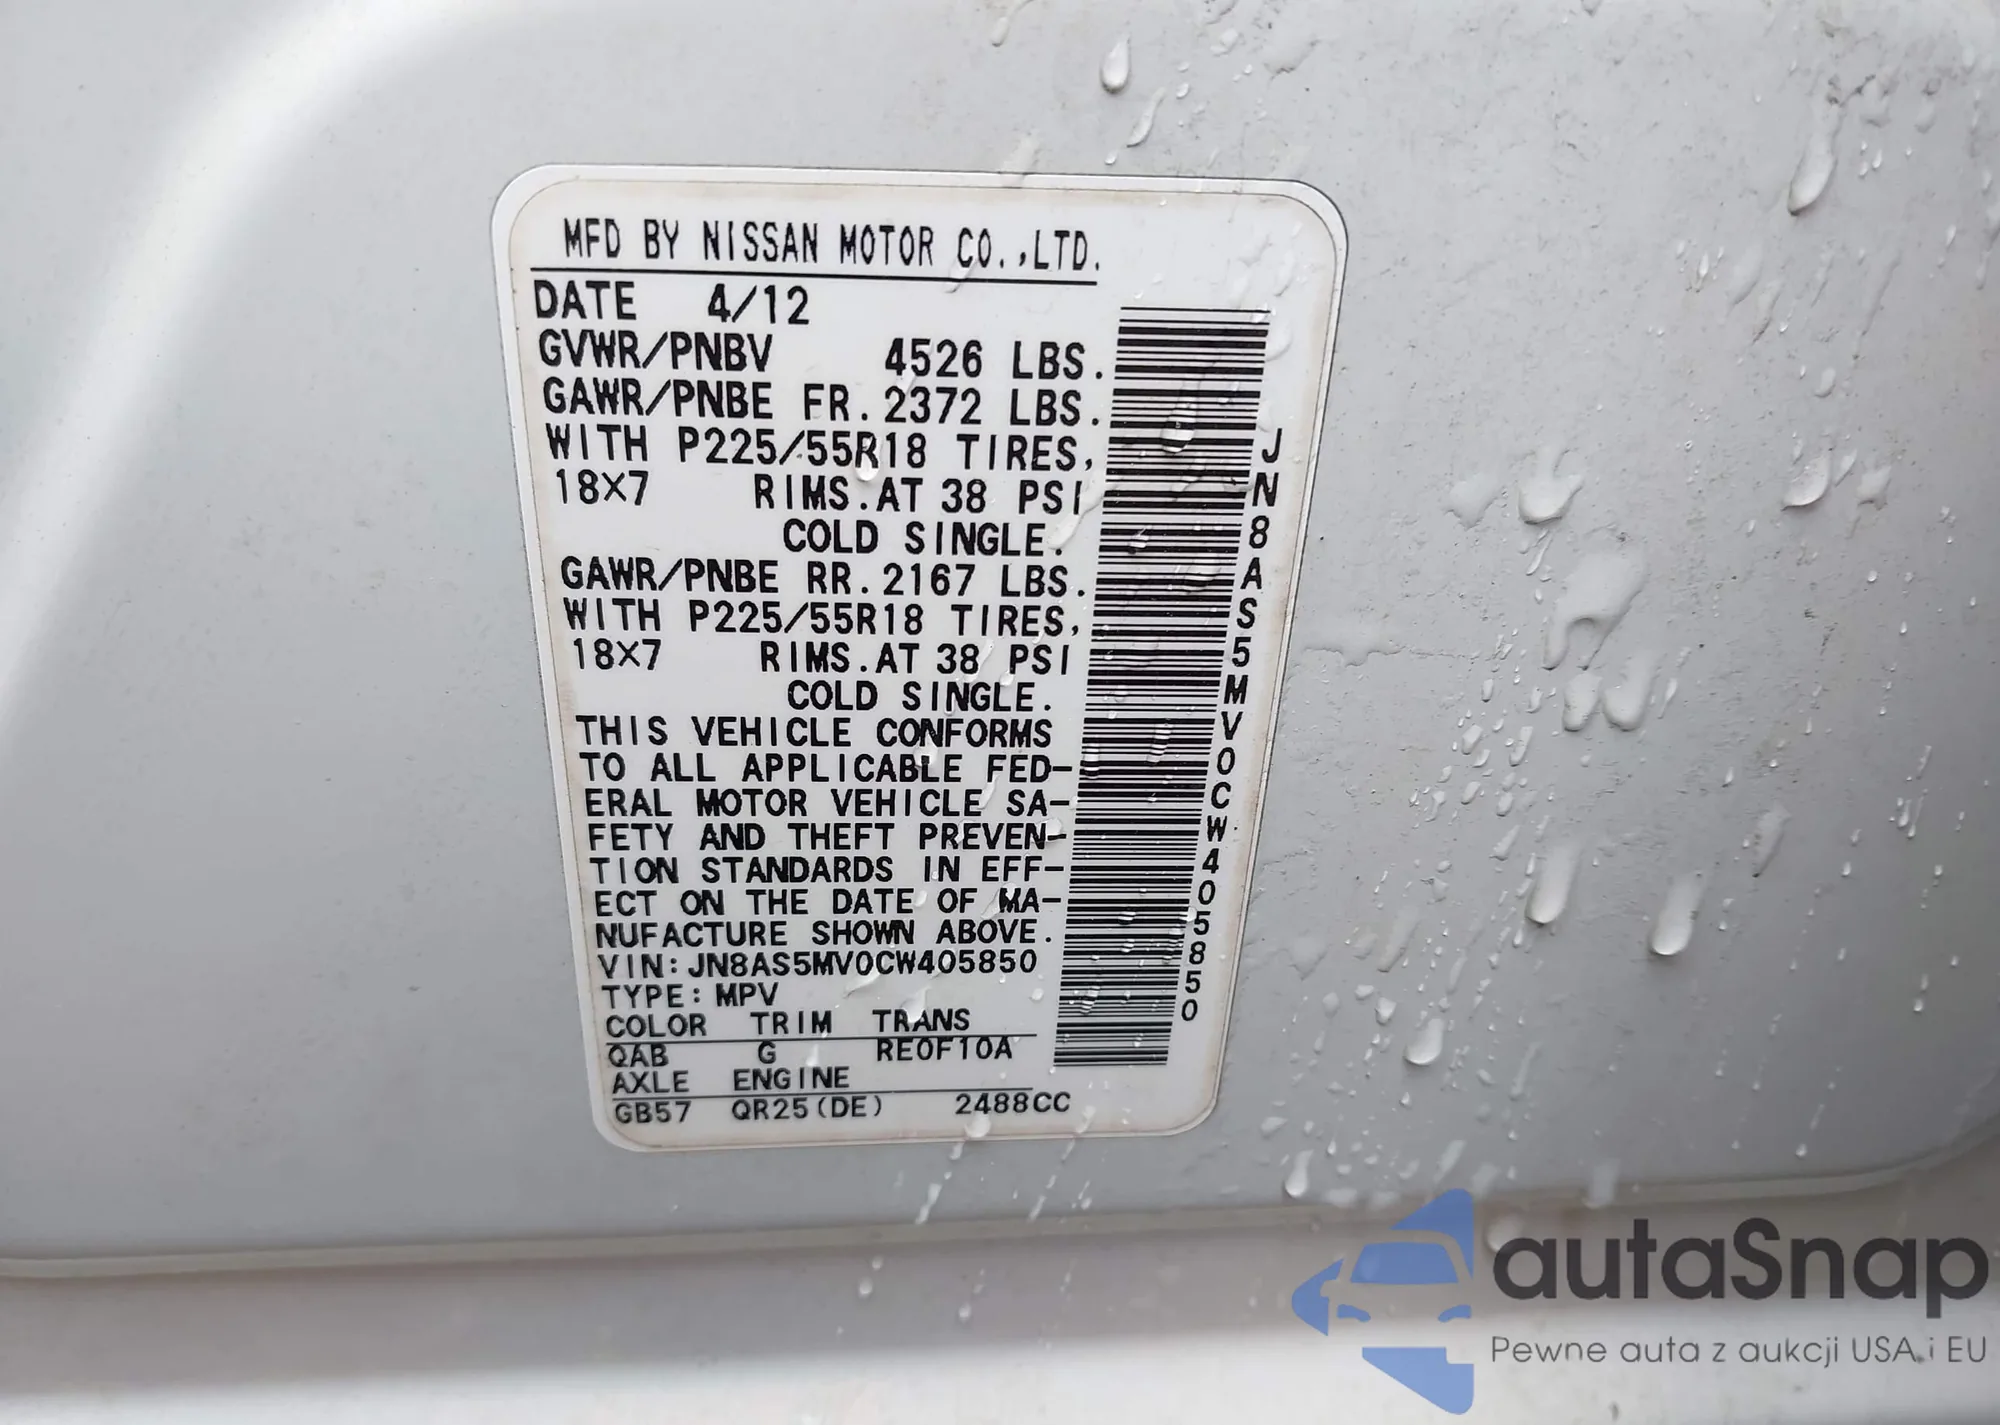 MFD BY NISSAN MOTOR CO.,LTD.
DATE 4/12
GVWR/PNBV 4526 LBS.
GAWR/PNBE FR. 2372 LBS.
WITH P225/55R18 TIRES,
18X7 RIMS.AT 38 PSI
COLD SINGLE.
GAWR/PNBE RR. 2167 LBS.
WITH P225/55R18 TIRES,
18X7 RIMS.AT 38 PSI
COLD SINGLE.
THIS VEHICLE CONFORMS
TO ALL APPLICABLE FED-
ERAL MOTOR VEHICLE SA-
FETY AND THEFT PREVEN-
TION STANDARDS IN EFF-
ECT ON THE DATE OF MA-
NUFACTURE SHOWN ABOVE.
VIN: JN8AS5MV0CW405850
TYPE: MPV
COLOR TRIM TRANS
QAB G RE0F10A
AXLE ENGINE
GB57 QR25(DE) 2488CC
JN8AS5MV0CW405850
autaSnap
Pewne auta z aukcji USA i EU